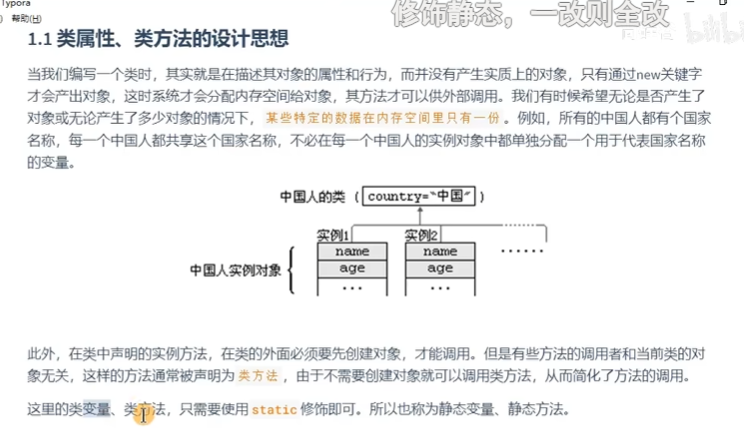 Typora
修饰静态，一改则全改
帮助(H)
bilibili
1.1 类属性、类方法的设计思想
当我们编写一个类时，其实就是在描述其对象的属性和行为，而并没有产生实质上的对象，只有通过new关键字
才会产出对象，这时系统才会分配内存空间给对象，其方法才可以供外部调用。我们有时候希望无论是否产生了
对象或无论产生了多少对象的情况下，某些特定的数据在内存空间里只有一份。例如，所有的中国人都有个国家
名称，每一个中国人都共享这个国家名称，不必在每一个中国人的实例对象中都单独分配一个用于代表国家名称
的变量。
中国人的类 ( country="中国" )
实例1 实例2
name name ······
age age
中国人实例对象
··· ···
此外，在类中声明的实例方法，在类的外面必须要先创建对象，才能调用。但是有些方法的调用者和当前类的对
象无关，这样的方法通常被声明为 类方法 ，由于不需要创建对象就可以调用类方法，从而简化了方法的调用。
这里的类变量、类方法，只需要使用 static 修饰即可。所以也称为静态变量、静态方法。